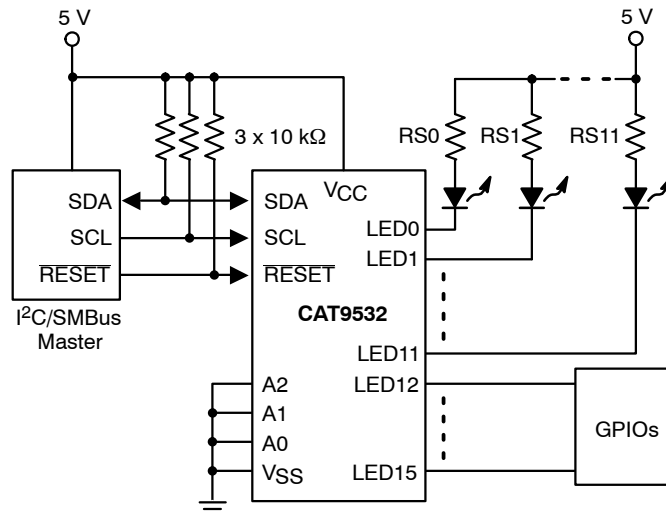 5 V
5 V
3 x 10 kΩ
RS0
RS1
RS11
SDA
SCL
RESET
I²C/SMBus
Master
VCC
SDA
SCL
RESET
CAT9532
A2
A1
A0
VSS
LED0
LED1
LED11
LED12
LED15
GPIOs